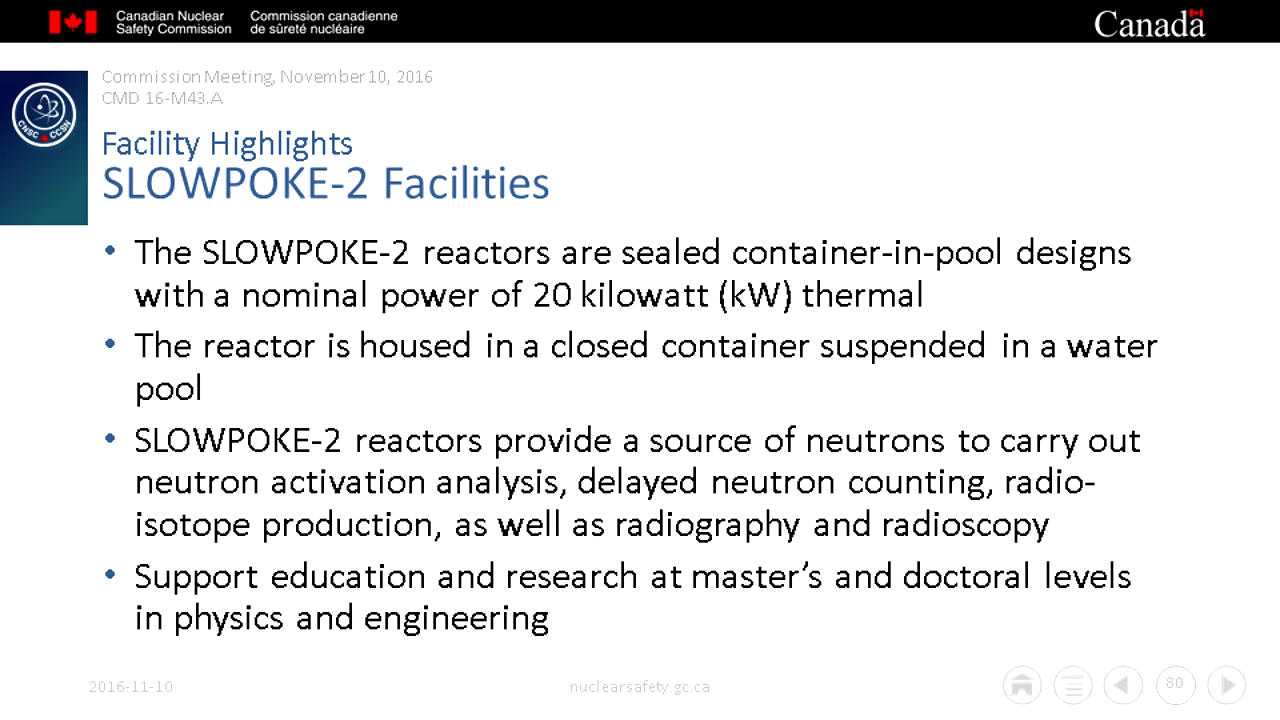 Canadian Nuclear Safety Commission
Commission canadienne de sûreté nucléaire
Canada
Commission Meeting, November 10, 2016
CMD 16-M43.A
CNSC CCSN
Facility Highlights
SLOWPOKE-2 Facilities
• The SLOWPOKE-2 reactors are sealed container-in-pool designs
with a nominal power of 20 kilowatt (kW) thermal
• The reactor is housed in a closed container suspended in a water
pool
• SLOWPOKE-2 reactors provide a source of neutrons to carry out
neutron activation analysis, delayed neutron counting, radio-
isotope production, as well as radiography and radioscopy
• Support education and research at master’s and doctoral levels
in physics and engineering
2016-11-10
nuclearsafety.gc.ca
80